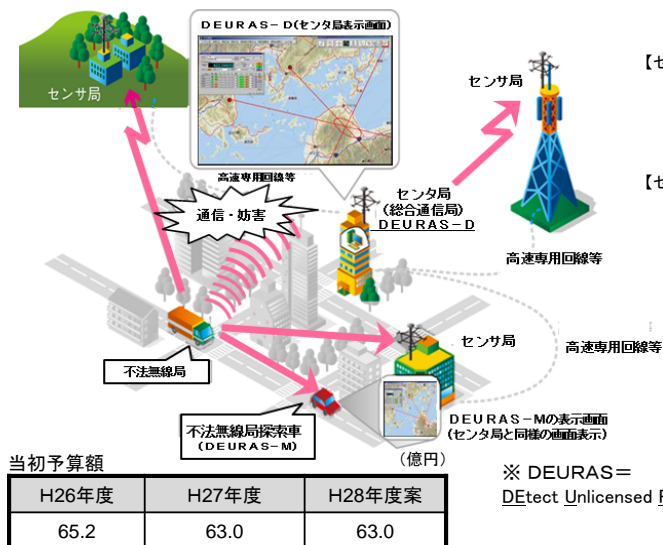 DEURAS-D(センタ局表示画面)
センサ局
センサ局
【セ
高速専用回線等
通信・妨害
センタ局
(総合通信局)
DEURAS-D
【セ
高速専用回線等
不法無線局
センサ局
高速専用回線等
不法無線局探索車
(DEURAS-M)
DEURAS-Mの表示画面
(センタ局と同様の画面表示)
当初予算額
(億円)
H26年度 H27年度 H28年度案
65.2 63.0 63.0
※ DEURAS=
DEtect Unlicensed